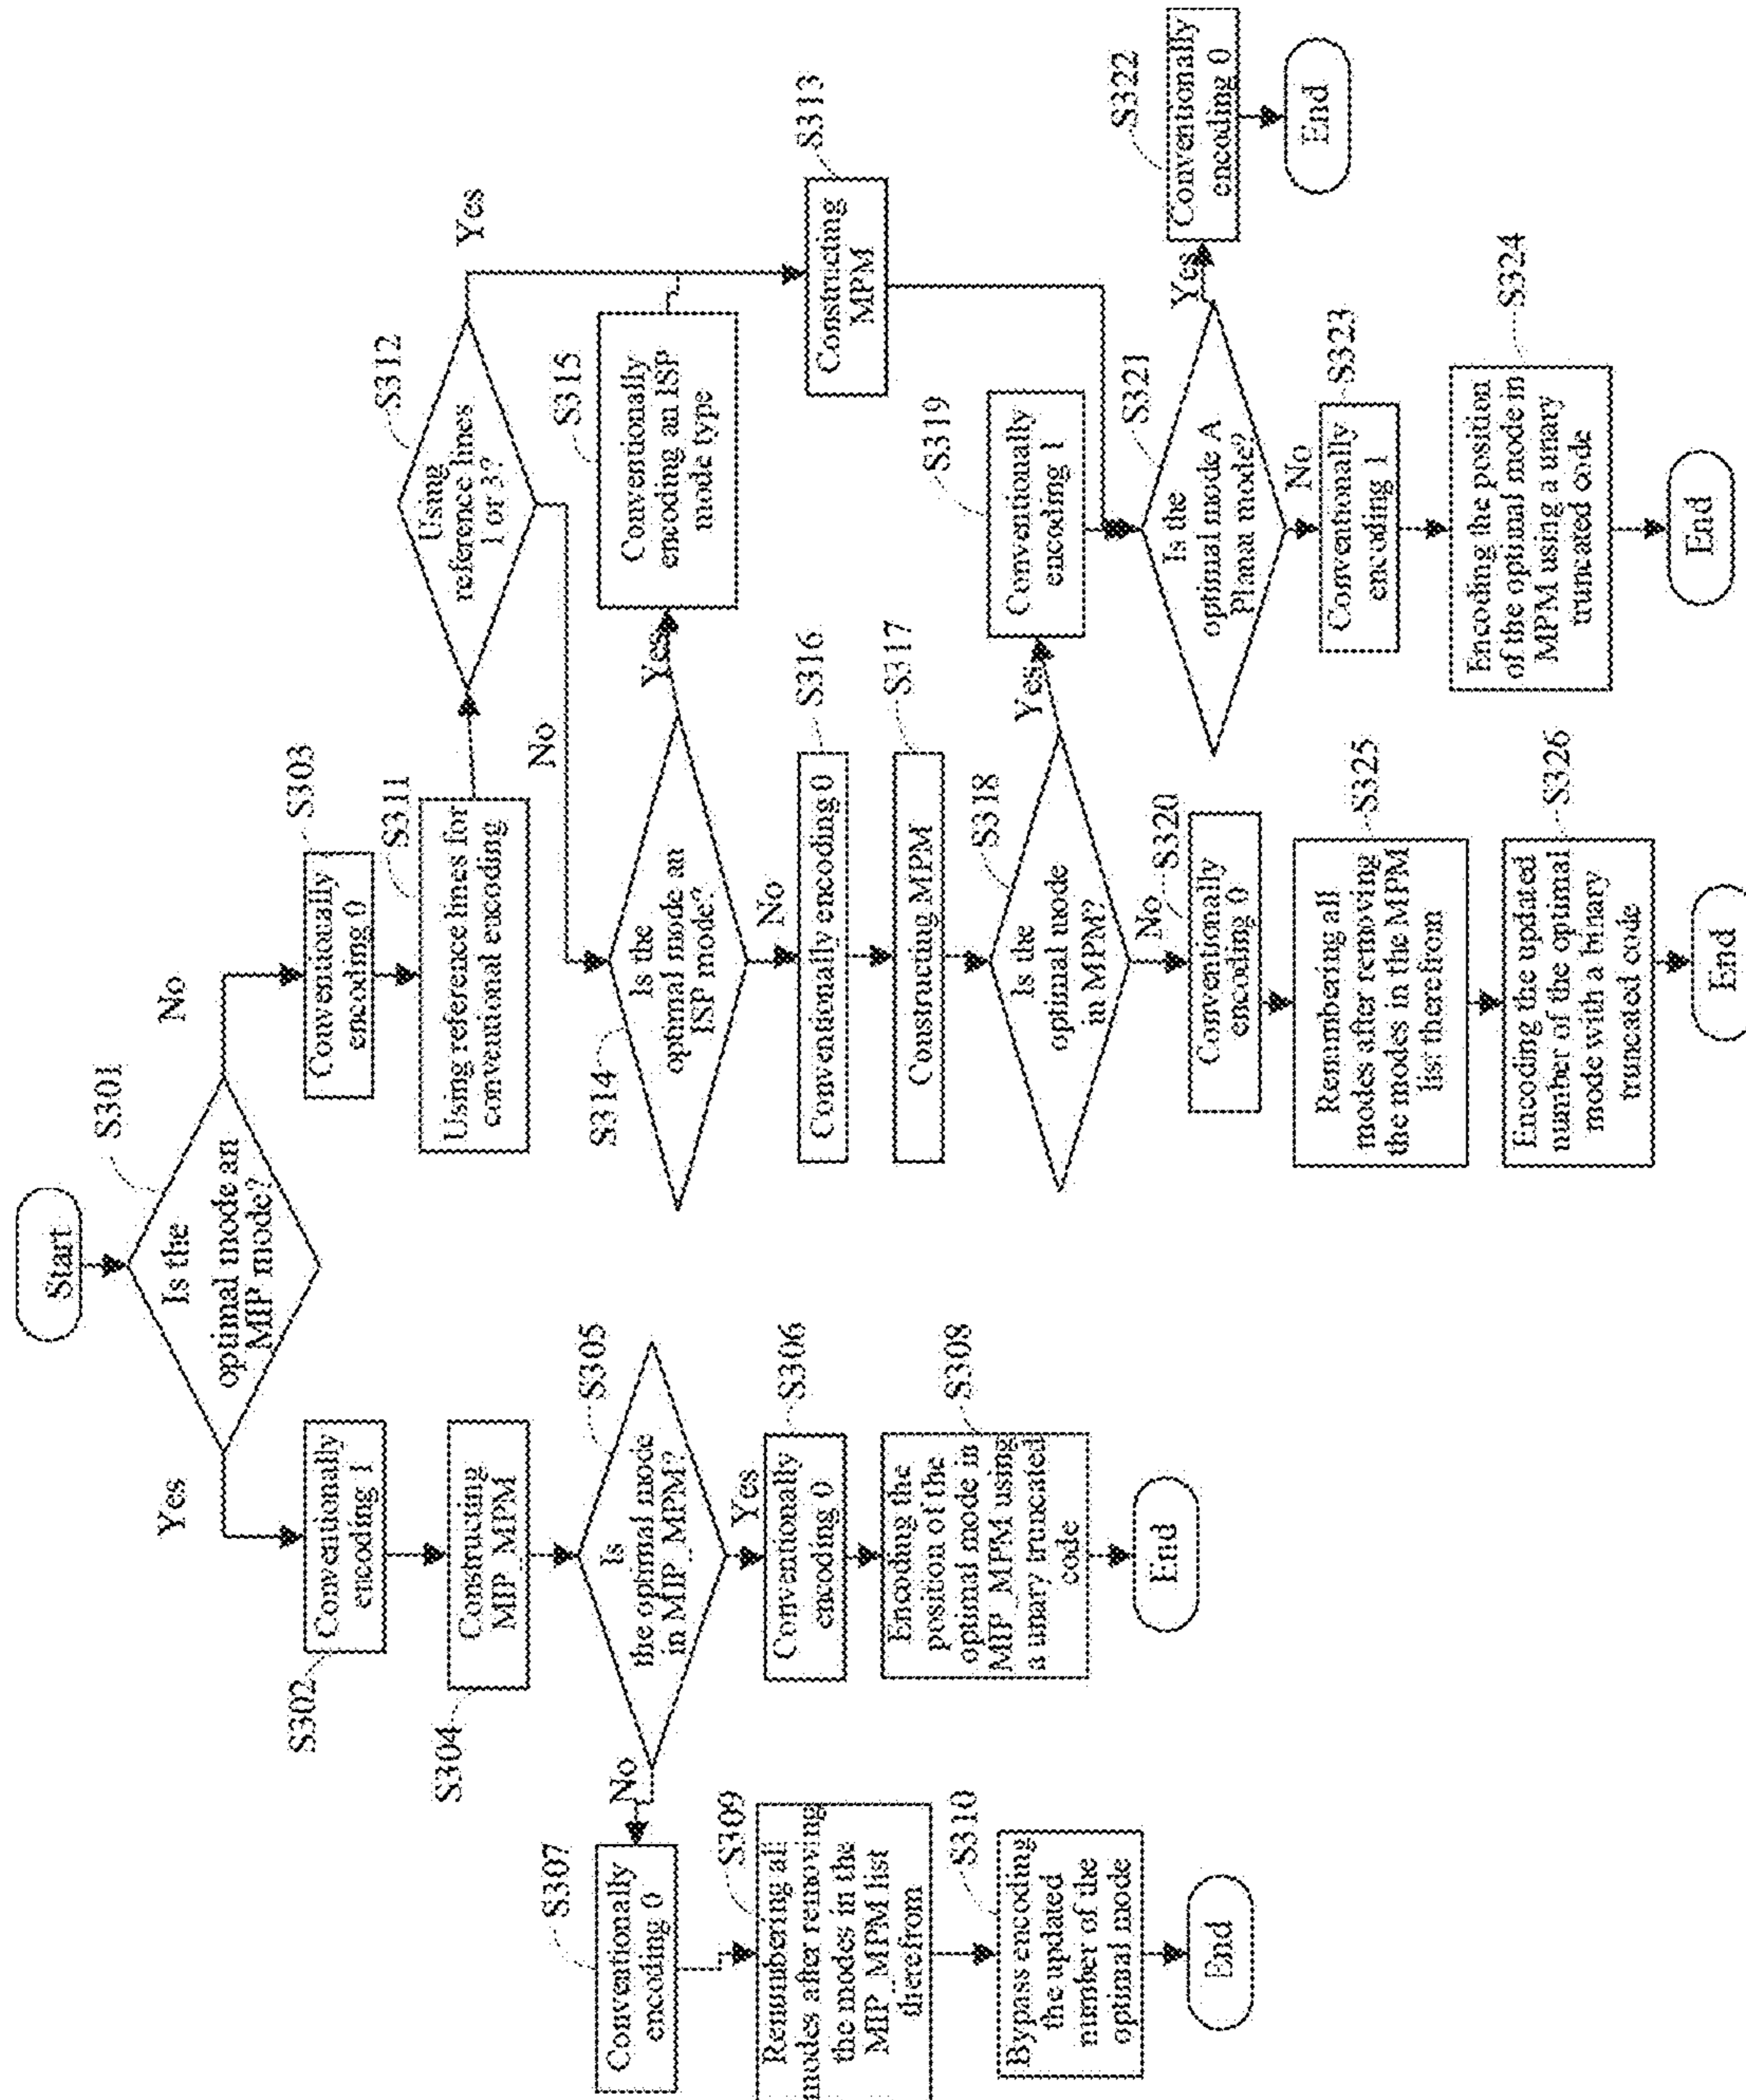 Start
S301
Is the
optimal mode an
MIP mode?
Yes
No
S302
Conventionally
encoding 1
S304
Constructing
MIP_MPM
S305
Is
the optimal mode
in MIP_MPM?
No
Yes
S307
Conventionally
encoding 0
S309
Renumbering all
modes after removing
the modes in the
MIP_MPM list
therefrom
S310
Bypass encoding
the updated
number of the
optimal mode
End
S306
Conventionally
encoding 0
S308
Encoding the
position of the
optimal mode in
MIP_MPM using
a unary truncated
code
End
S303
Conventionally
encoding 0
S311
Using reference lines for
conventional encoding
S312
Using
reference lines
1 or 3?
Yes
No
S314
Is the
optimal mode an
ISP mode?
Yes
No
S315
Conventionally
encoding an ISP
mode type
S313
Constructing
MPM
S316
Conventionally encoding 0
S317
Constructing MPM
S318
Is the
optimal mode
in MPM?
Yes
No
S319
Conventionally
encoding 1
S320
Conventionally
encoding 0
S325
Renumbering all
modes after removing
the modes in the MPM
list therefrom
S326
Encoding the updated
number of the optimal
mode with a binary
truncated code
End
S321
Is the
optimal mode A
Planar mode?
Yes
No
S322
Conventionally
encoding 0
End
S323
Conventionally
encoding 1
S324
Encoding the position
of the optimal mode in
MPM using a unary
truncated code
End